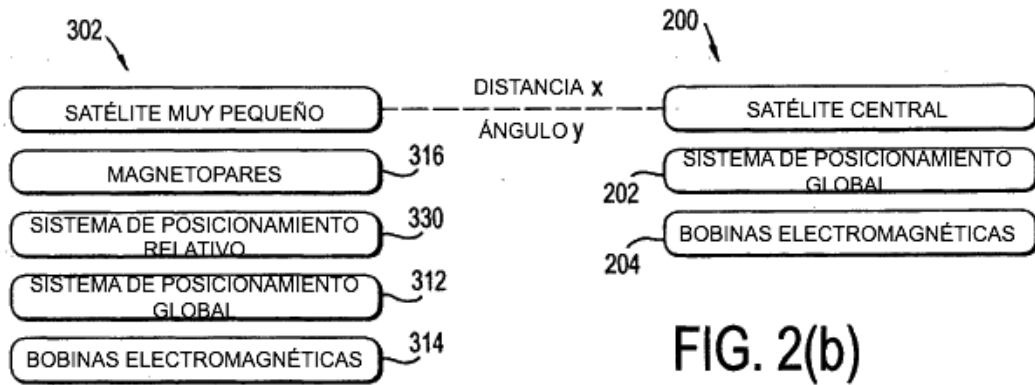 302
200
SATÉLITE MUY PEQUEÑO
DISTANCIA x
ÁNGULO y
SATÉLITE CENTRAL
MAGNETOPARES
316
SISTEMA DE POSICIONAMIENTO
GLOBAL
202
SISTEMA DE POSICIONAMIENTO
RELATIVO
330
BOBINAS ELECTROMAGNÉTICAS
204
SISTEMA DE POSICIONAMIENTO
GLOBAL
312
BOBINAS ELECTROMAGNÉTICAS
314
FIG. 2(b)